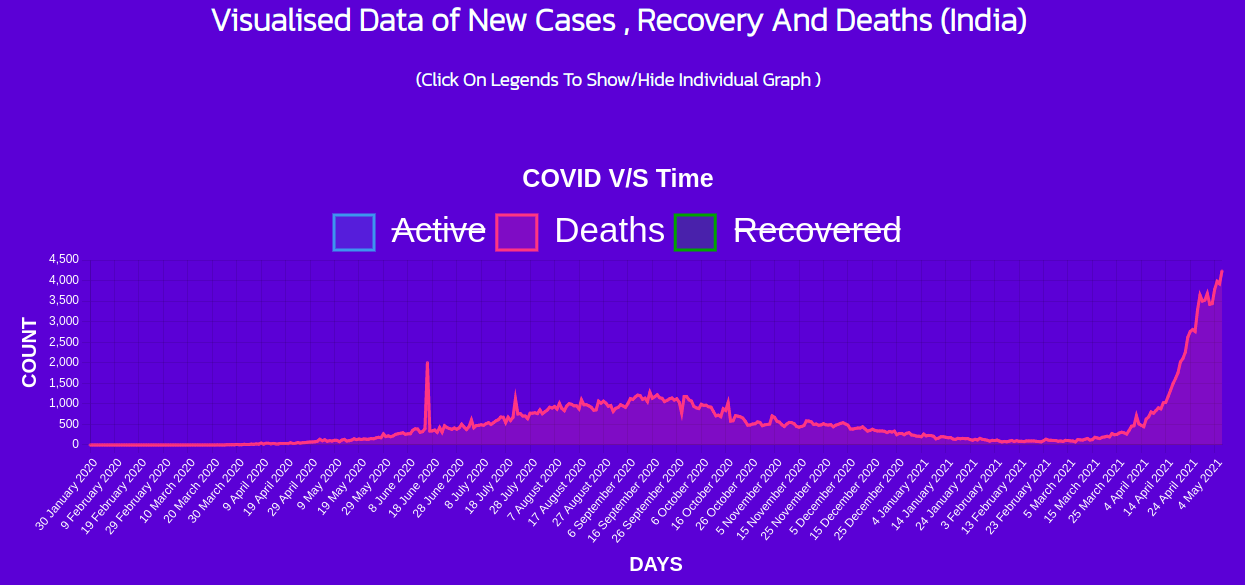 Visualised Data of New Cases , Recovery And Deaths (India)
(Click On Legends To Show/Hide Individual Graph )
COVID V/S Time
Active Deaths Recovered
4,500
4,000
3,500
3,000
2,500
2,000
1,500
1,000
500
0
COUNT
30 January 2020
9 February 2020
19 February 2020
29 February 2020
10 March 2020
20 March 2020
30 March 2020
9 April 2020
19 April 2020
29 April 2020
9 May 2020
19 May 2020
29 May 2020
8 June 2020
18 June 2020
28 June 2020
8 July 2020
18 July 2020
28 July 2020
7 August 2020
17 August 2020
27 August 2020
6 September 2020
16 September 2020
26 September 2020
6 October 2020
16 October 2020
26 October 2020
5 November 2020
15 November 2020
25 November 2020
5 December 2020
15 December 2020
25 December 2020
4 January 2021
14 January 2021
24 January 2021
3 February 2021
13 February 2021
23 February 2021
5 March 2021
15 March 2021
25 March 2021
4 April 2021
14 April 2021
24 April 2021
4 May 2021
DAYS